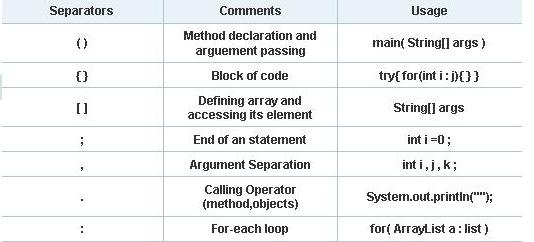 Separators Comments Usage
( ) Method declaration and arguement passing main( String[] args )
{} Block of code try{ for(int i : j){ } }
[ ] Defining array and accessing its element String[] args
; End of an statement int i =0 ;
, Argument Separation int i , j , k ;
. Calling Operator (method,objects) System.out.println("");
: For-each loop for( ArrayList a : list )